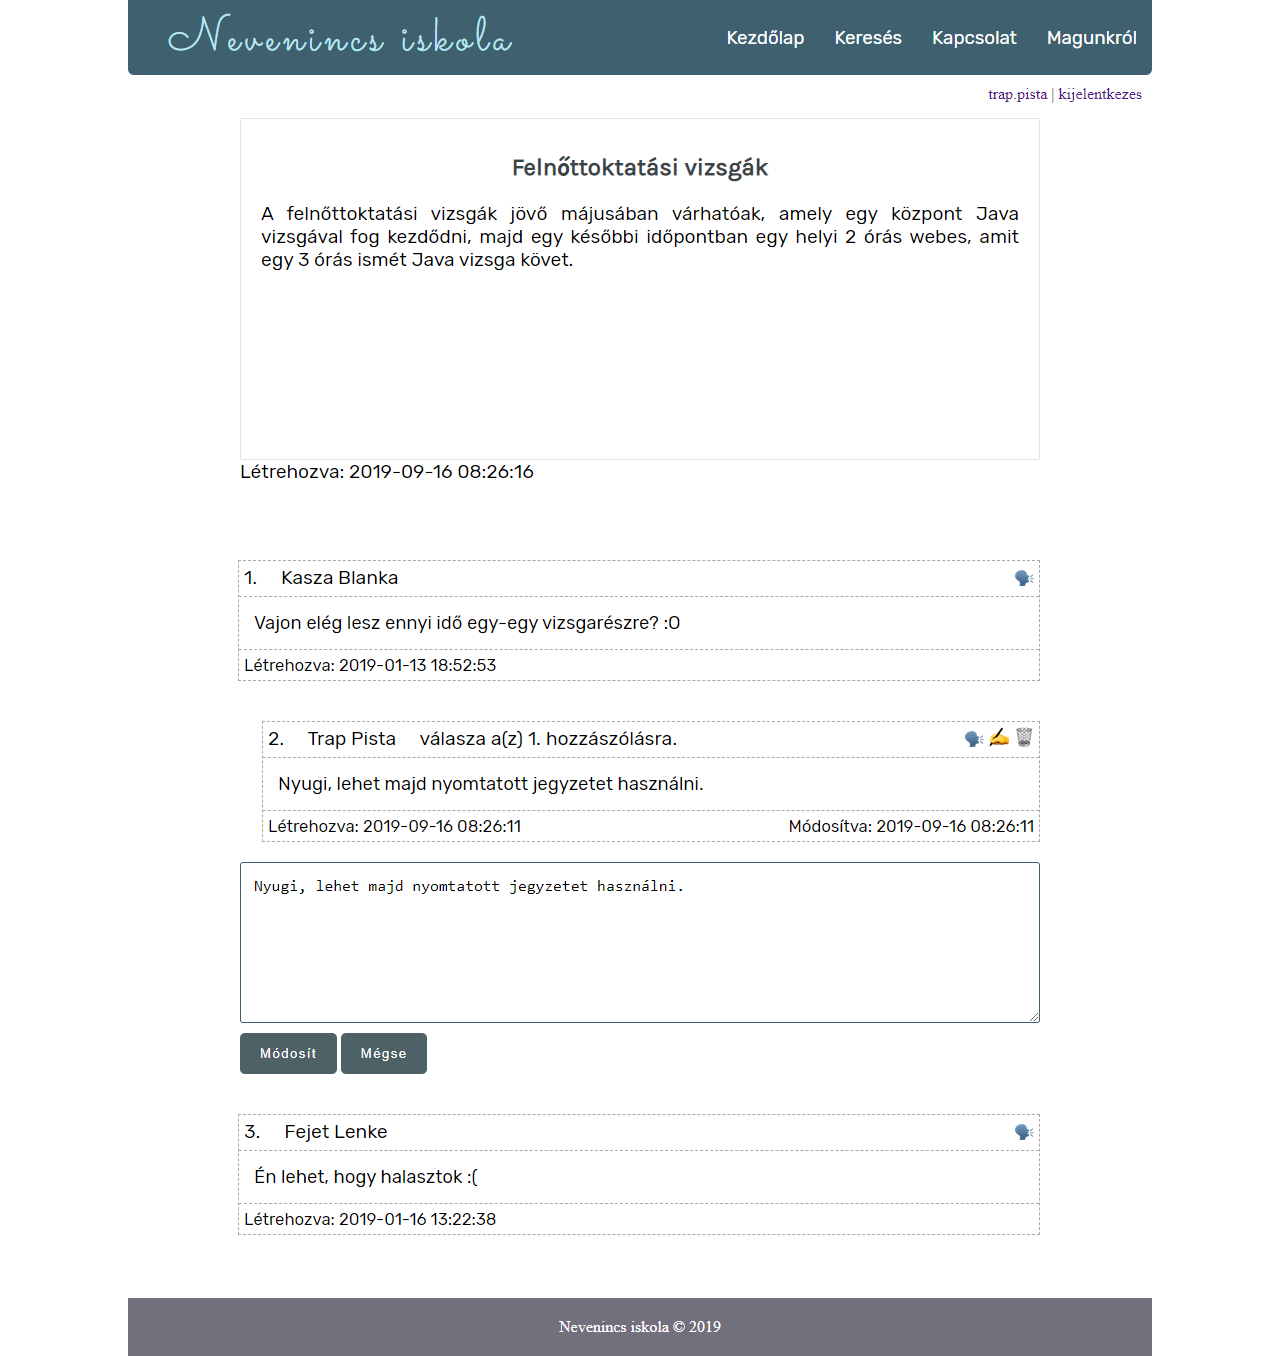 Nevenincs iskola
Kezdőlap Keresés Kapcsolat Magunkról
trap.pista | kijelentkezes
Felnőttoktatási vizsgák
A felnőttoktatási vizsgák jövő májusában várhatóak, amely egy központ Java
vizsgával fog kezdődni, majd egy későbbi időpontban egy helyi 2 órás webes, amit
egy 3 órás ismét Java vizsga követ.
Létrehozva: 2019-09-16 08:26:16
1. Kasza Blanka
Vajon elég lesz ennyi idő egy-egy vizsgarészre? :O
Létrehozva: 2019-01-13 18:52:53
2. Trap Pista válasza a(z) 1. hozzászólásra.
Nyugi, lehet majd nyomtatott jegyzetet használni.
Létrehozva: 2019-09-16 08:26:11 Módosítva: 2019-09-16 08:26:11
Nyugi, lehet majd nyomtatott jegyzetet használni.
Módosít Mégse
3. Fejet Lenke
Én lehet, hogy halasztok :(
Létrehozva: 2019-01-16 13:22:38
Nevenincs iskola © 2019